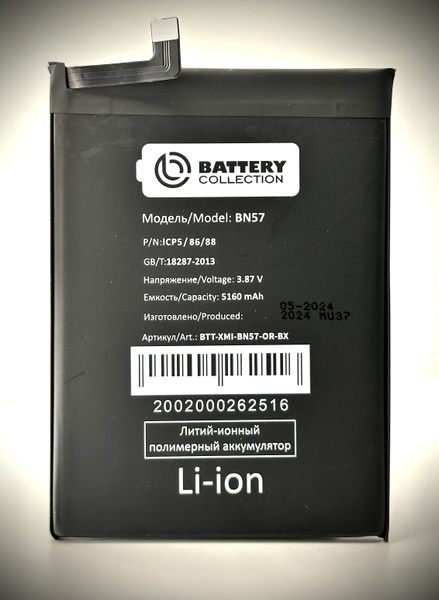 BATTERY
COLLECTION
Модель/Model: BN57
P/N:ICP5/86/88
GB/T:18287-2013
Напряжение/Voltage: 3.87 V
Емкость/Capacity: 5160 mAh
05-2024
Изготовлено/Produced: 2024 MU37
Артикул/Art.: BTT-XMI-BN57-OR-BX
2002000262516
Литий-ионный
полимерный аккумулятор
Li-ion